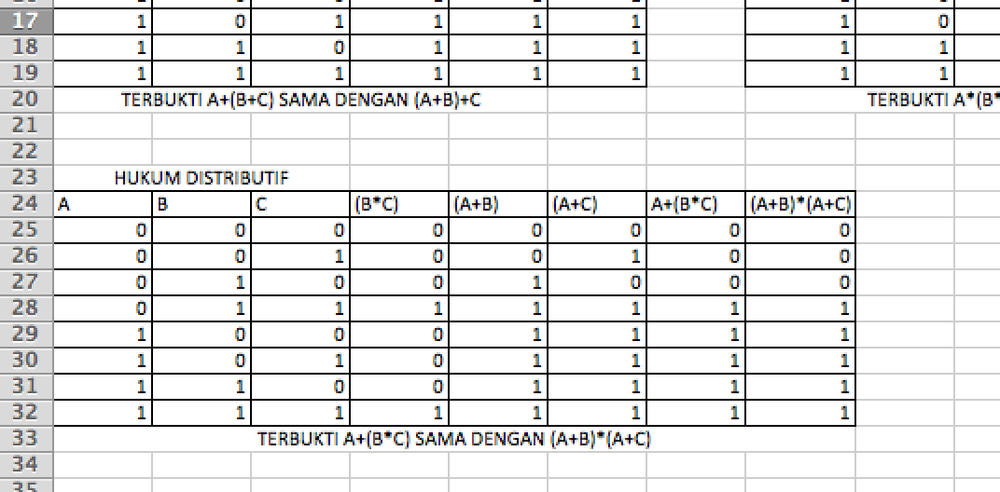 17 1 0 1 1 1 1 1 0
18 1 1 0 1 1 1 1 1
19 1 1 1 1 1 1 1 1
20 TERBUKTI A+(B+C) SAMA DENGAN (A+B)+C TERBUKTI A*(B*
21
22
23 HUKUM DISTRIBUTIF
24 A B C (B*C) (A+B) (A+C) A+(B*C) (A+B)*(A+C)
25 0 0 0 0 0 0 0 0
26 0 0 1 0 0 1 0 0
27 0 1 0 0 1 0 0 0
28 0 1 1 1 1 1 1 1
29 1 0 0 0 1 1 1 1
30 1 0 1 0 1 1 1 1
31 1 1 0 0 1 1 1 1
32 1 1 1 1 1 1 1 1
33 TERBUKTI A+(B*C) SAMA DENGAN (A+B)*(A+C)
34
35